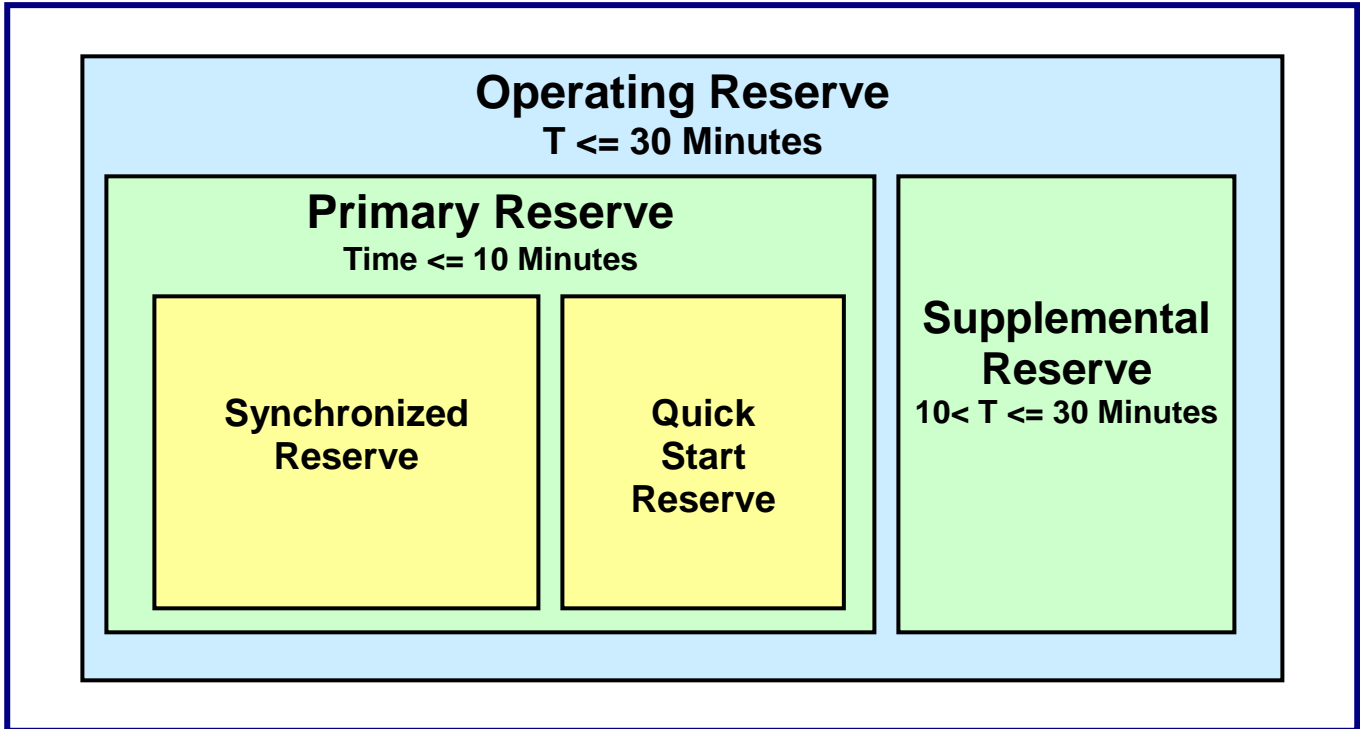 Operating Reserve
T <= 30 Minutes
Primary Reserve
Time <= 10 Minutes
Synchronized
Reserve
Quick
Start
Reserve
Supplemental
Reserve
10< T <= 30 Minutes